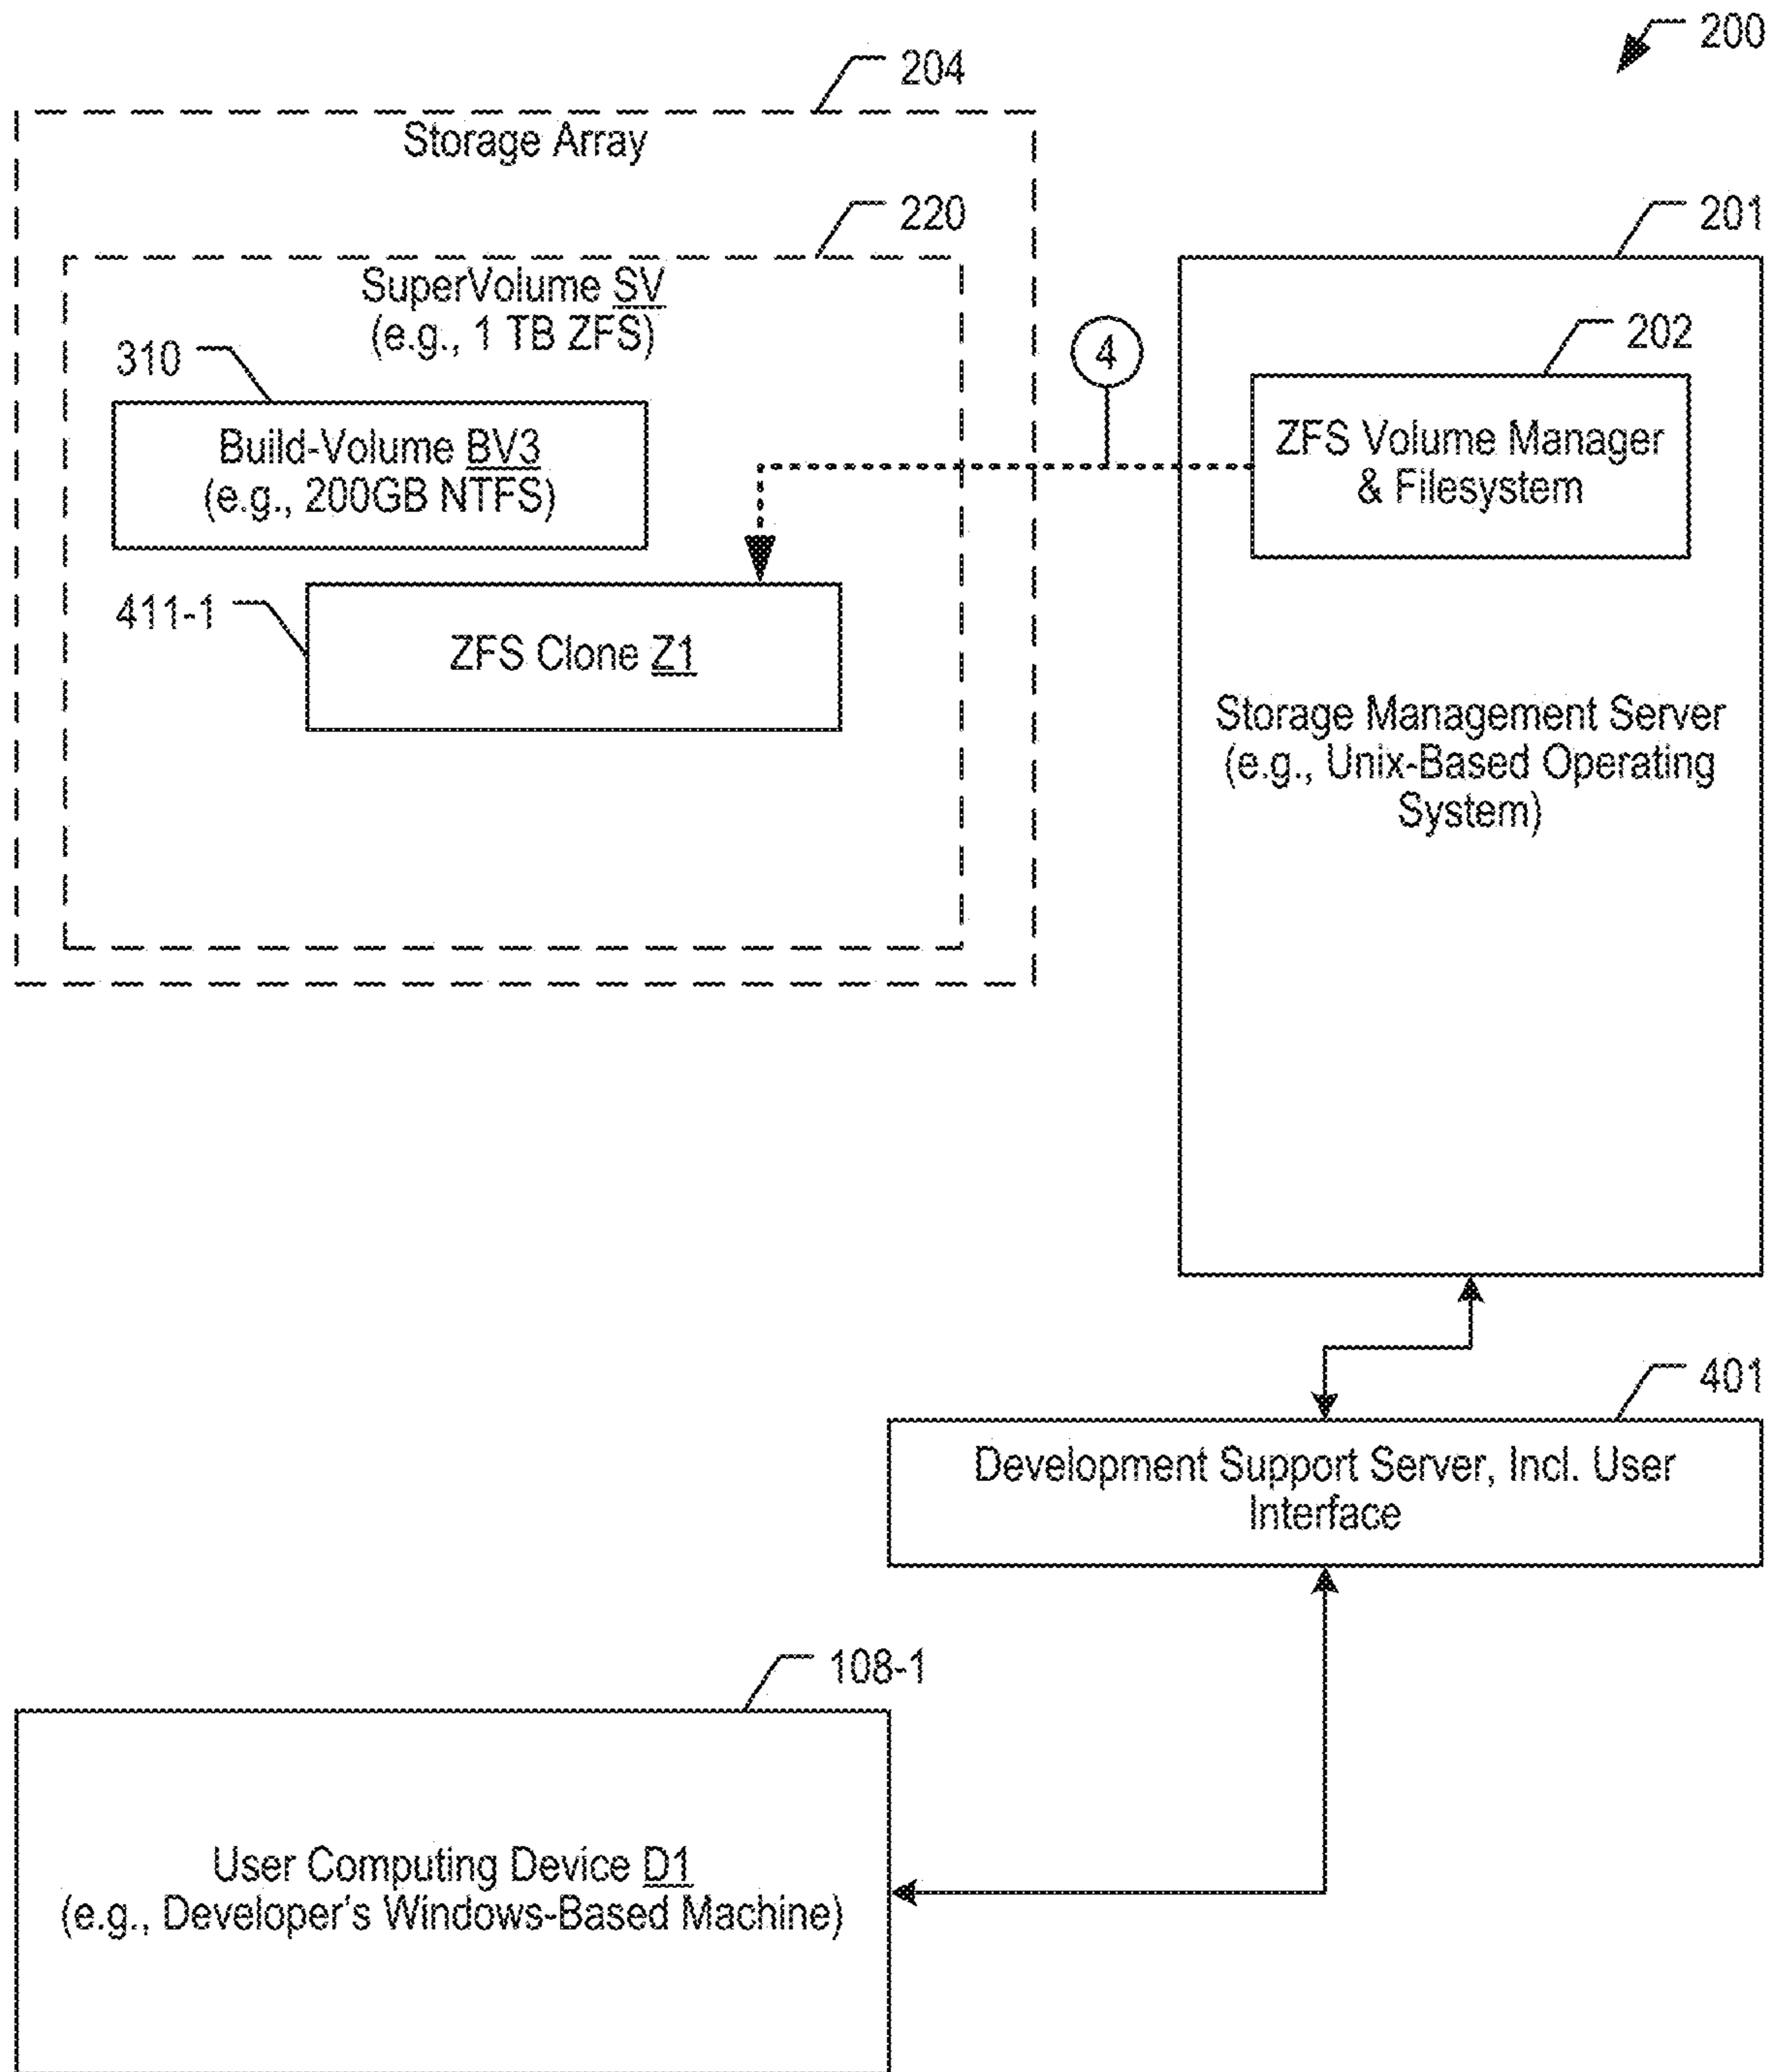 200
204
Storage Array
220
201
SuperVolume SV
(e.g., 1 TB ZFS)
310
4
202
Build-Volume BV3
(e.g., 200GB NTFS)
ZFS Volume Manager
& Filesystem
411-1
ZFS Clone Z1
Storage Management Server
(e.g., Unix-Based Operating
System)
401
Development Support Server, Incl. User
Interface
108-1
User Computing Device D1
(e.g., Developer's Windows-Based Machine)